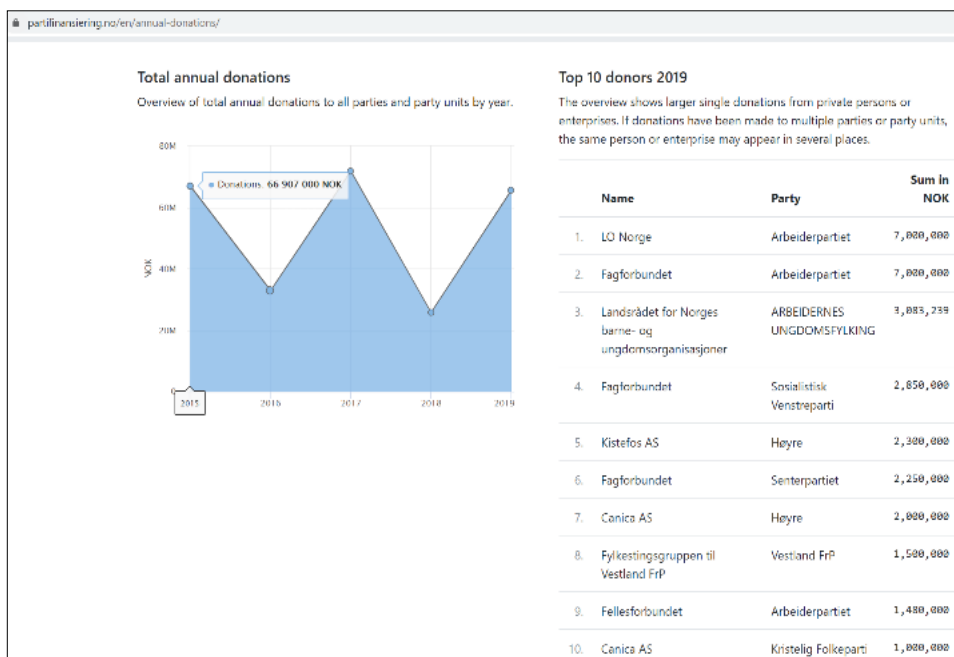 partifinansiering.no/en/annual-donations/
Total annual donations
Overview of total annual donations to all parties and party units by year.
80M
60M
40M
20M
0
NOK
Donations: 66 907 000 NOK
2015
2016
2017
2018
2019
Top 10 donors 2019
The overview shows larger single donations from private persons or
enterprises. If donations have been made to multiple parties or party units,
the same person or enterprise may appear in several places.
Name Party Sum in
NOK
1. LO Norge Arbeiderpartiet 7,000,000
2. Fagforbundet Arbeiderpartiet 7,000,000
3. Landsrådet for Norges ARBEIDERNES 3,083,239
barne- og UNGDOMSFYLKING
ungdomsorganisasjoner
4. Fagforbundet Sosialistisk 2,850,000
Venstreparti
5. Kistefos AS Høyre 2,300,000
6. Fagforbundet Senterpartiet 2,250,000
7. Canica AS Høyre 2,000,000
8. Fylkestingsgruppen til Vestland FrP 1,500,000
Vestland FrP
9. Fellesforbundet Arbeiderpartiet 1,480,000
10. Canica AS Kristelig Folkeparti 1,000,000